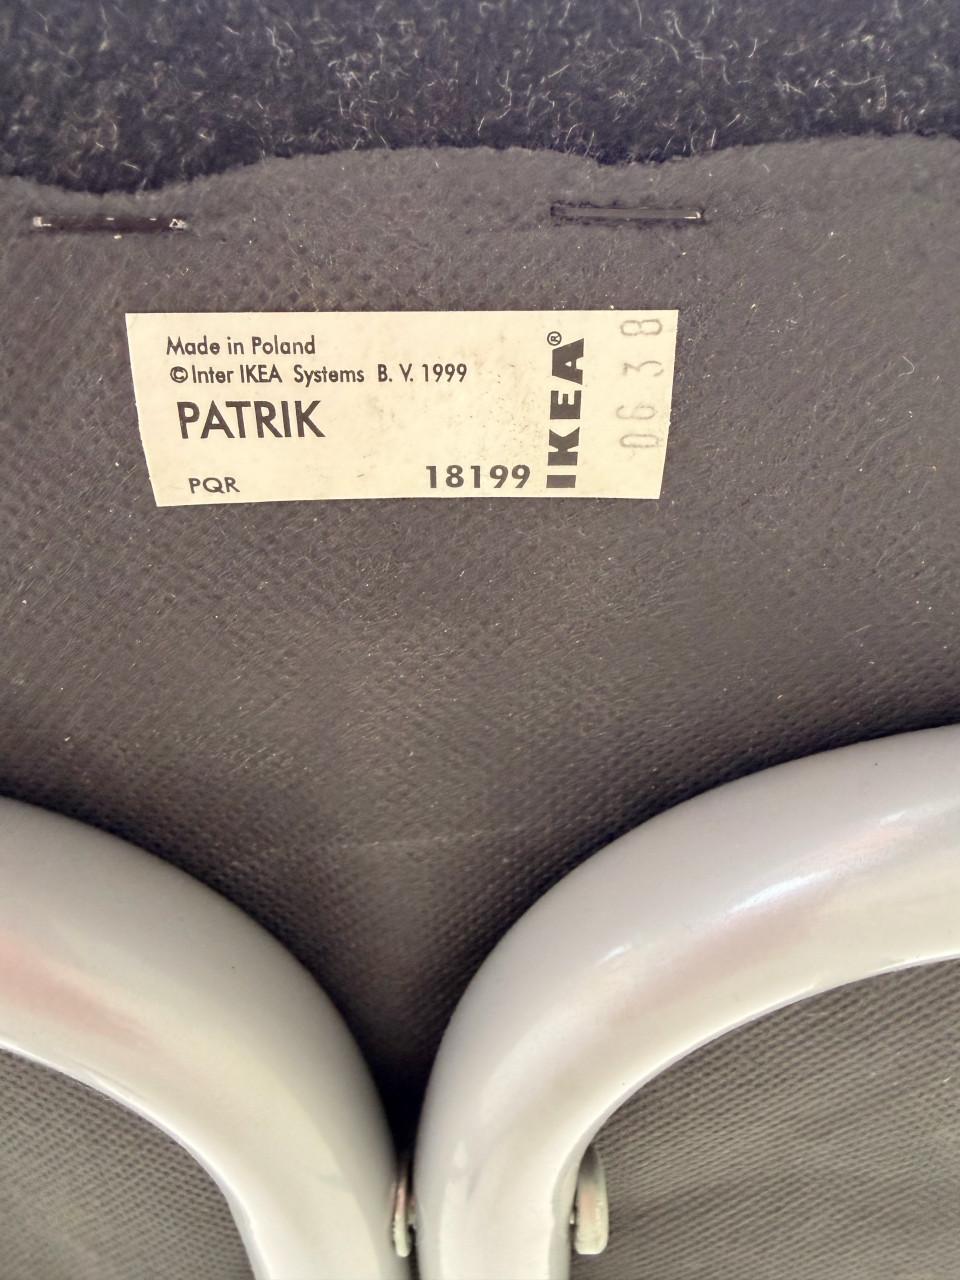 Made in Poland
© Inter IKEA Systems B. V. 1999
PATRIK
PQR
18199
IKEA®
0638